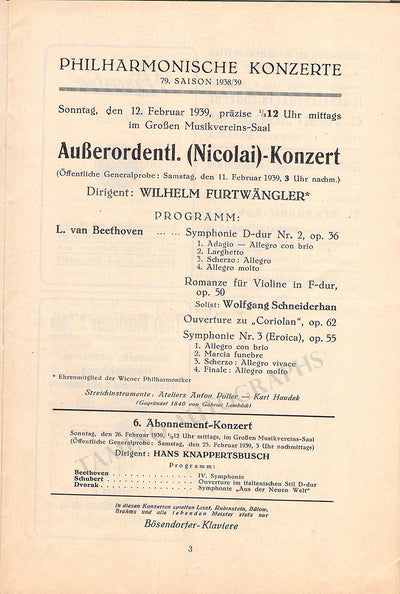 PHILHARMONISCHE KONZERTE
79. SAISON 1938/39
Sonntag, den 12. Februar 1939, präzise ½12 Uhr mittags
im Großen Musikvereins-Saal
Außerordentl. (Nicolai)-Konzert
(Öffentliche Generalprobe: Samstag, den 11. Februar 1939, 3 Uhr nachm.)
Dirigent: WILHELM FURTWÄNGLER*
PROGRAMM:
L. van Beethoven ... ... Symphonie D-dur Nr. 2, op. 36
1. Adagio — Allegro con brio
2. Larghetto
3. Scherzo: Allegro
4. Allegro molto
Romanze für Violine in F-dur,
op. 50
Solist: Wolfgang Schneiderhan
Ouverture zu „Coriolan", op. 62
Symphonie Nr. 3 (Eroica), op. 55
1. Allegro con brio
2. Marcia funebre
3. Scherzo: Allegro vivace
4. Finale: Allegro molto
* Ehrenmitglied der Wiener Philharmoniker
Streichinstrumente: Ateliers Anton Poller — Karl Haudek
(Gegründet 1840 von Gabriel Lemböck)
6. Abonnement-Konzert
Sonntag, den 26. Februar 1939, ½12 Uhr mittags, im Großen Musikvereins-Saal
(Öffentliche Generalprobe: Samstag, den 25. Februar 1939, 3 Uhr nachmittags)
Dirigent: HANS KNAPPERTSBUSCH
Programm:
Beethoven . . . . . . . . . . . . IV. Symphonie
Schubert . . . . . . . . . . . . Ouverture im italienischen Stil D-dur
Dvorak . . . . . . . . . . . . Symphonie „Aus der Neuen Welt"
In diesen Konzerten spielten Liszt, Rubinstein, Bülow,
Brahms und alle lebenden Meister stets nur
Bösendorfer-Klaviere
3
TAMINO AUTOGRAPHS